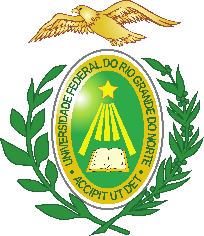 UNIVERSIDADE FEDERAL DO RIO GRANDE DO NORTE
• ACCIPIT UT DET •